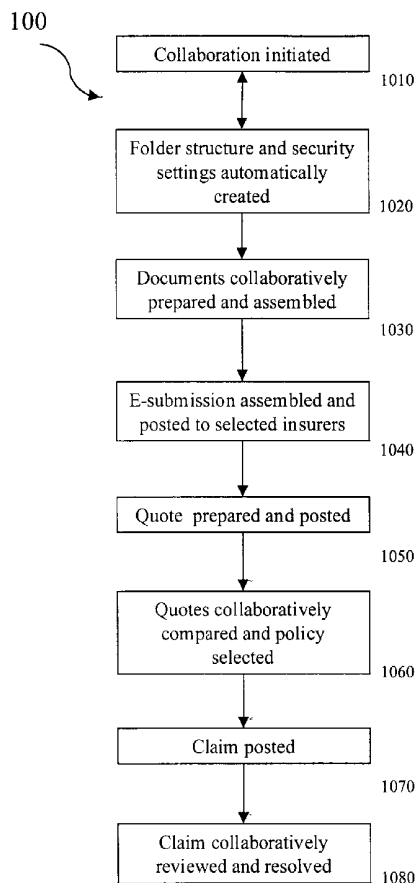 100
Collaboration initiated
1010
Folder structure and security
settings automatically
created
1020
Documents collaboratively
prepared and assembled
1030
E-submission assembled and
posted to selected insurers
1040
Quote prepared and posted
1050
Quotes collaboratively
compared and policy
selected
1060
Claim posted
1070
Claim collaboratively
reviewed and resolved
1080